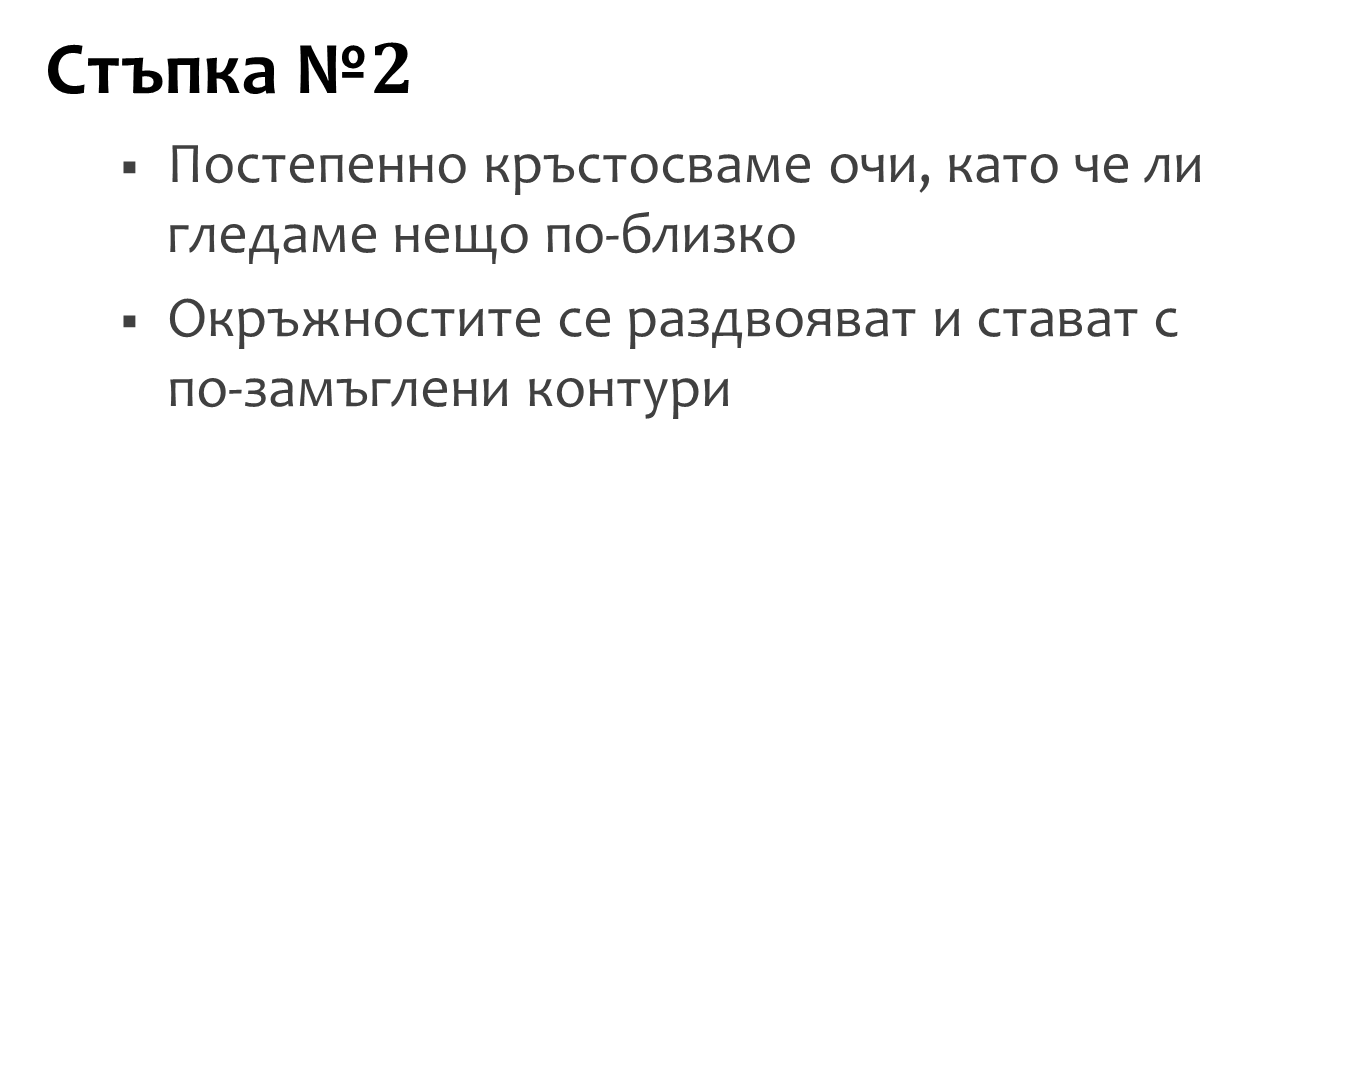 Стъпка №2
▪ Постепенно кръстосваме очи, като че ли
гледаме нещо по-близко
▪ Окръжностите се раздвояват и стават с
по-замъглени контури